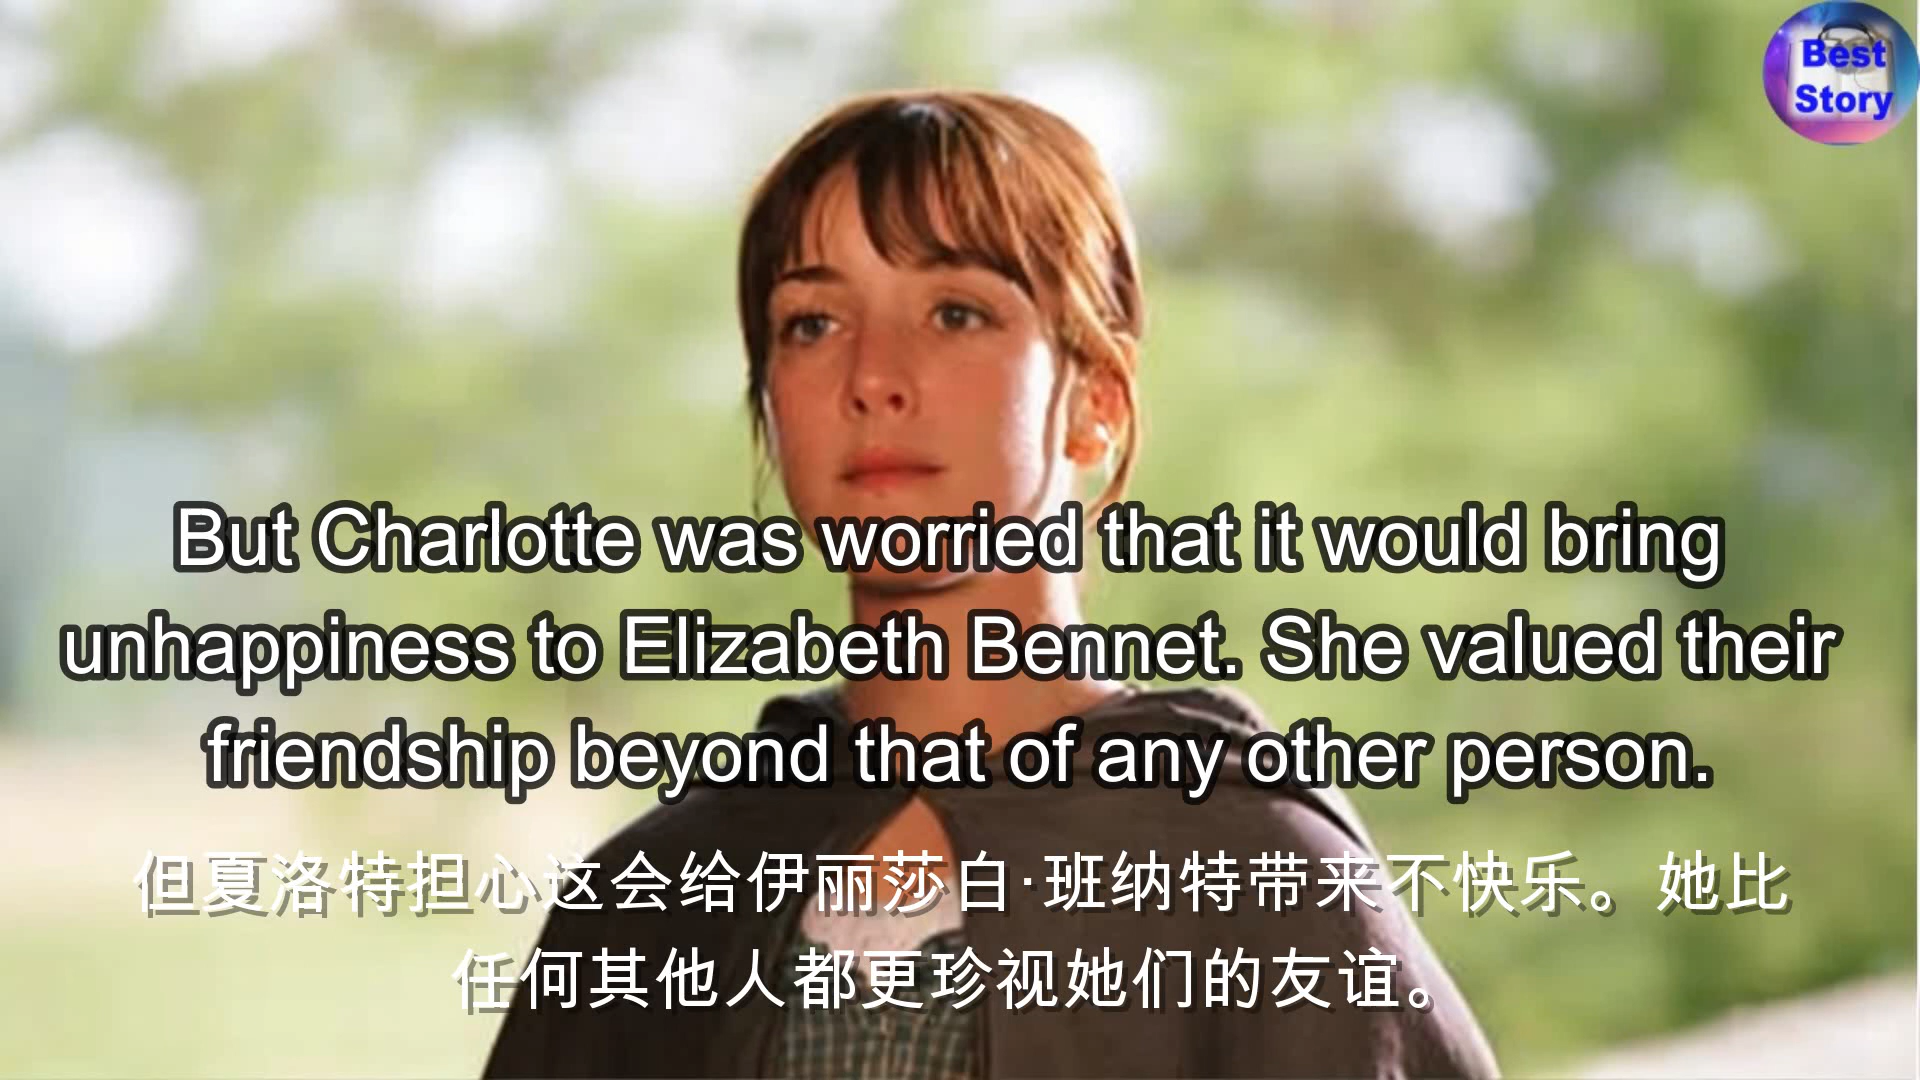 Best
Story
But Charlotte was worried that it would bring
unhappiness to Elizabeth Bennet. She valued their
friendship beyond that of any other person.
但夏洛特担心这会给伊丽莎白·班纳特带来不快乐。她比
任何其他人都更珍视她们的友谊。